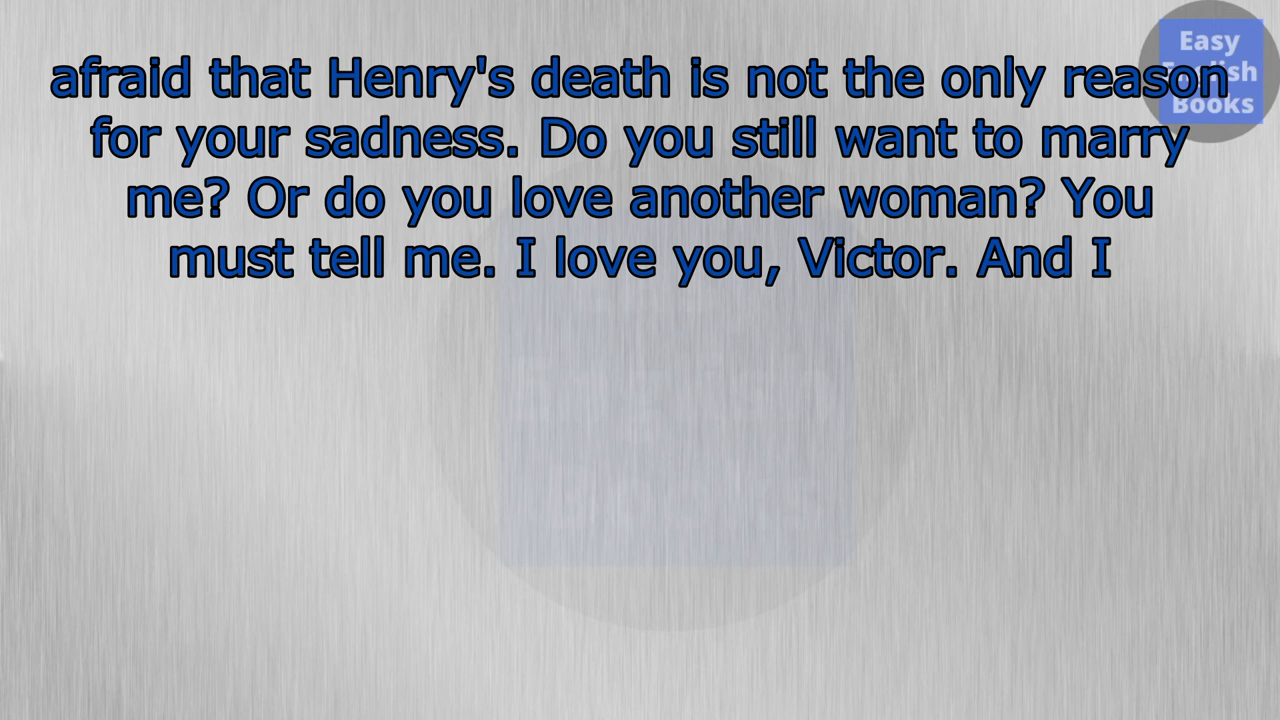 afraid that Henry's death is not the only reason
for your sadness. Do you still want to marry
me? Or do you love another woman? You
must tell me. I love you, Victor. And I
Easy
English
Books